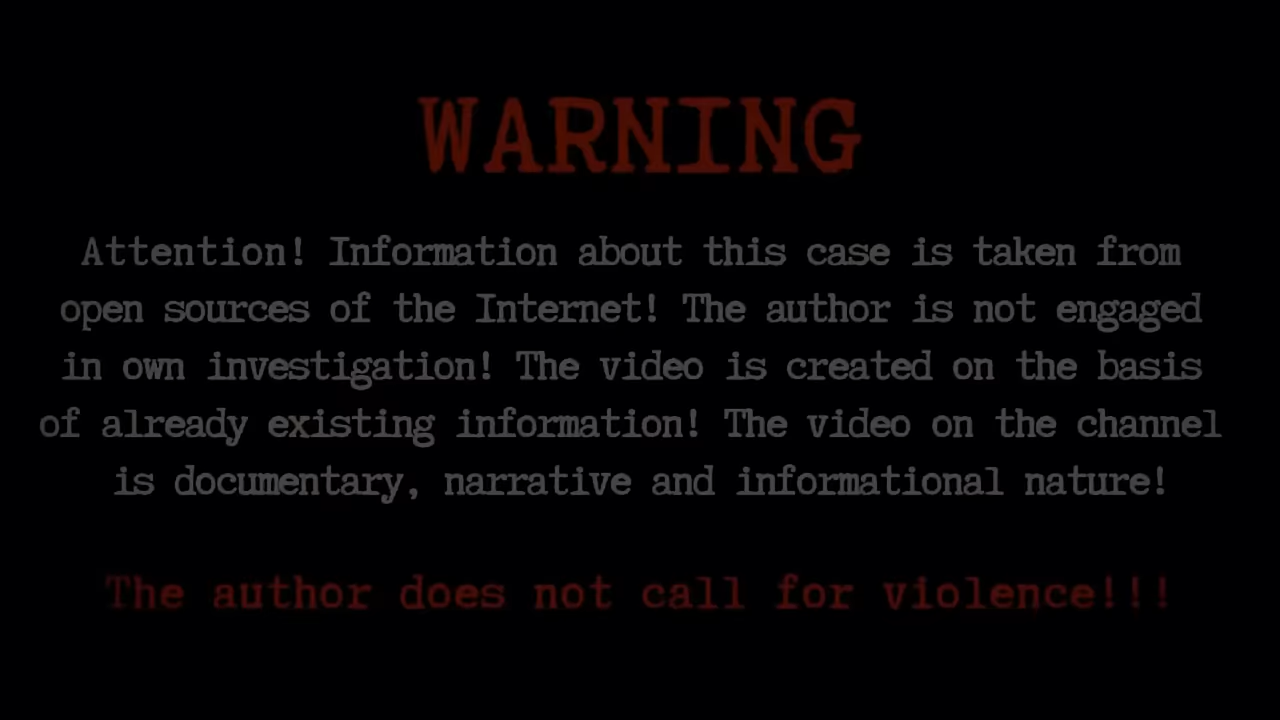 WARNING
Attention! Information about this case is taken from
open sources of the Internet! The author is not engaged
in own investigation! The video is created on the basis
of already existing information! The video on the channel
is documentary, narrative and informational nature!
The author does not call for violence!!!